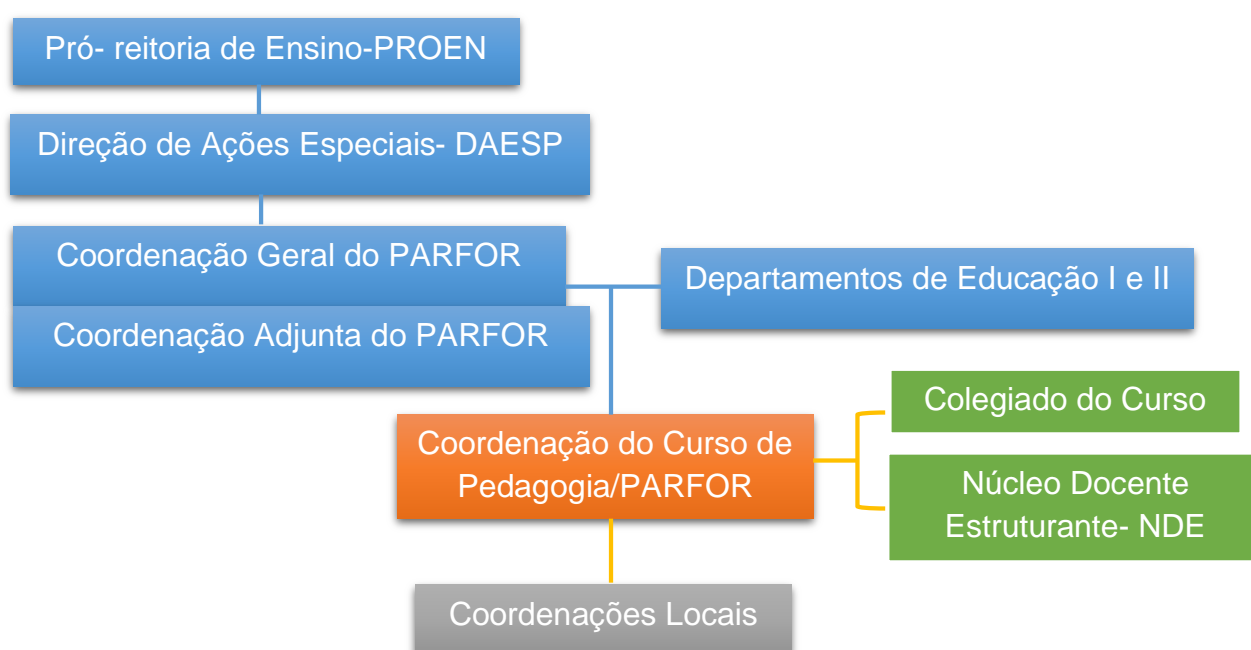 Pró- reitoria de Ensino-PROEN
Direção de Ações Especiais- DAESP
Coordenação Geral do PARFOR
Departamentos de Educação I e II
Coordenação Adjunta do PARFOR
Coordenação do Curso de
Pedagogia/PARFOR
Colegiado do Curso
Núcleo Docente
Estruturante- NDE
Coordenações Locais